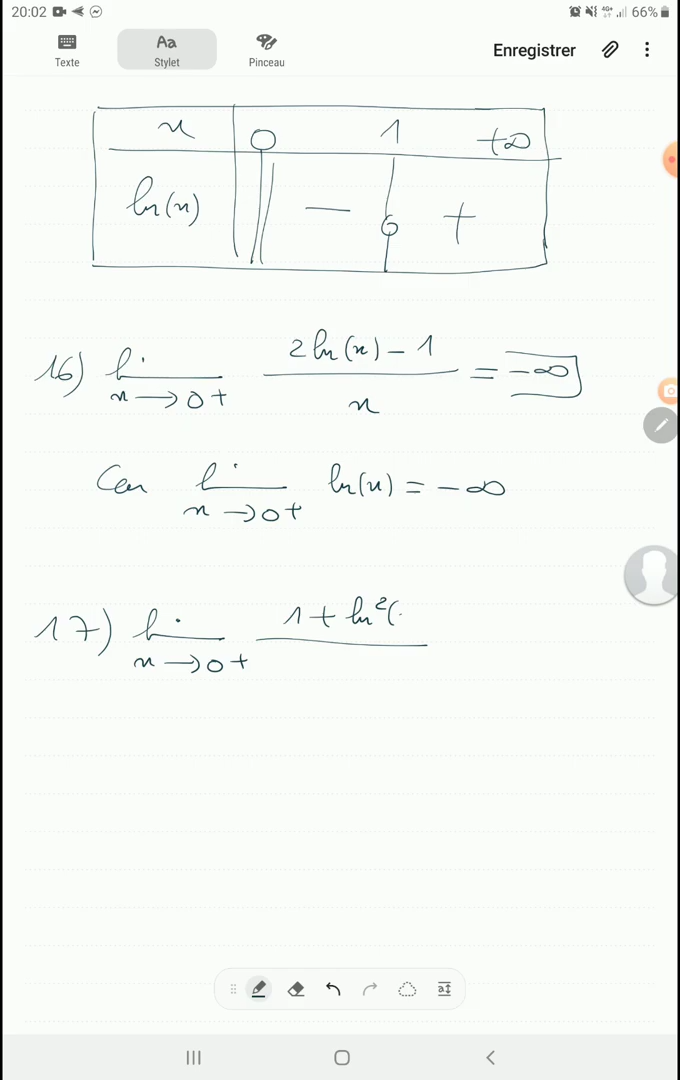 20:02 4G+ 66%
Texte Stylet Pinceau Enregistrer
x 0 1 +∞
ln(x) || − 0 +
16) lim x→0+ (2ln(x) − 1)/x = −∞
Car lim x→0+ ln(x) = −∞
17) lim x→0+ 1 + ln²(